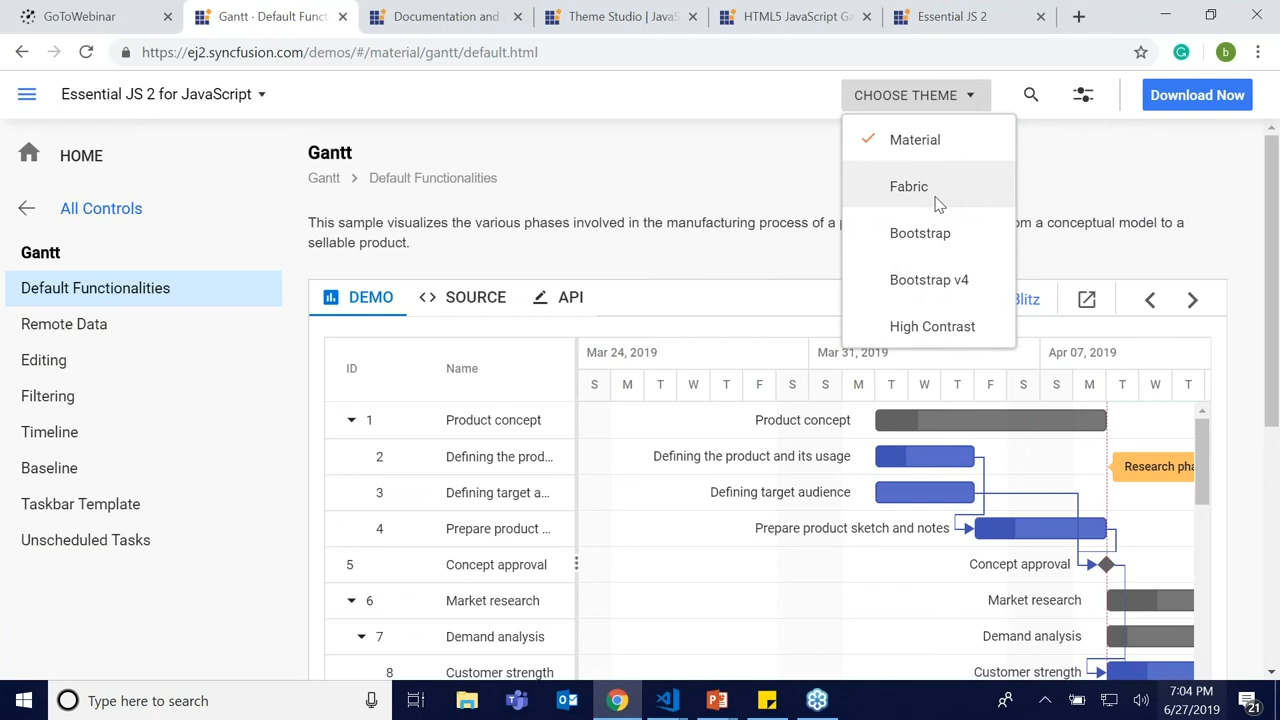 GoToWebinar
Gantt · Default Funct
Documentation and
Theme Studio | JavaS
HTML5 JavaScript Ga
Essential JS 2
https://ej2.syncfusion.com/demos/#/material/gantt/default.html
b
Essential JS 2 for JavaScript
CHOOSE THEME
Download Now
Material
Fabric
Bootstrap
Bootstrap v4
High Contrast
HOME
All Controls
Gantt
Default Functionalities
Remote Data
Editing
Filtering
Timeline
Baseline
Taskbar Template
Unscheduled Tasks
Gantt
Gantt > Default Functionalities
This sample visualizes the various phases involved in the manufacturing process of a p om a conceptual model to a
sellable product.
DEMO
<> SOURCE
API
Blitz
ID Name
Mar 24, 2019 Mar 31, 2019 Apr 07, 2019
S M T W T F S S M T W T F S S M T W T
1 Product concept Product concept
2 Defining the prod... Defining the product and its usage
Research pha
3 Defining target a... Defining target audience
4 Prepare product ... Prepare product sketch and notes
5 Concept approval Concept approval
6 Market research Market research
7 Demand analysis Demand analysis
8 Customer strength Customer strength
Type here to search
7:04 PM
6/27/2019
21